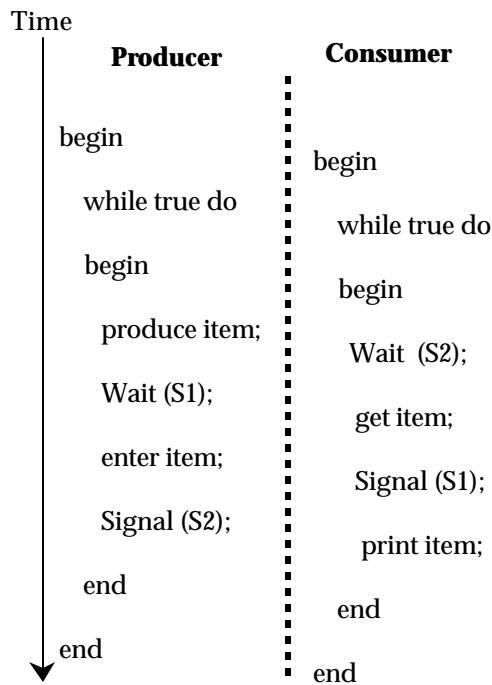 Time
Producer
begin
while true do
begin
produce item;
Wait (S1);
enter item;
Signal (S2);
end
end
Consumer
begin
while true do
begin
Wait (S2);
get item;
Signal (S1);
print item;
end
end